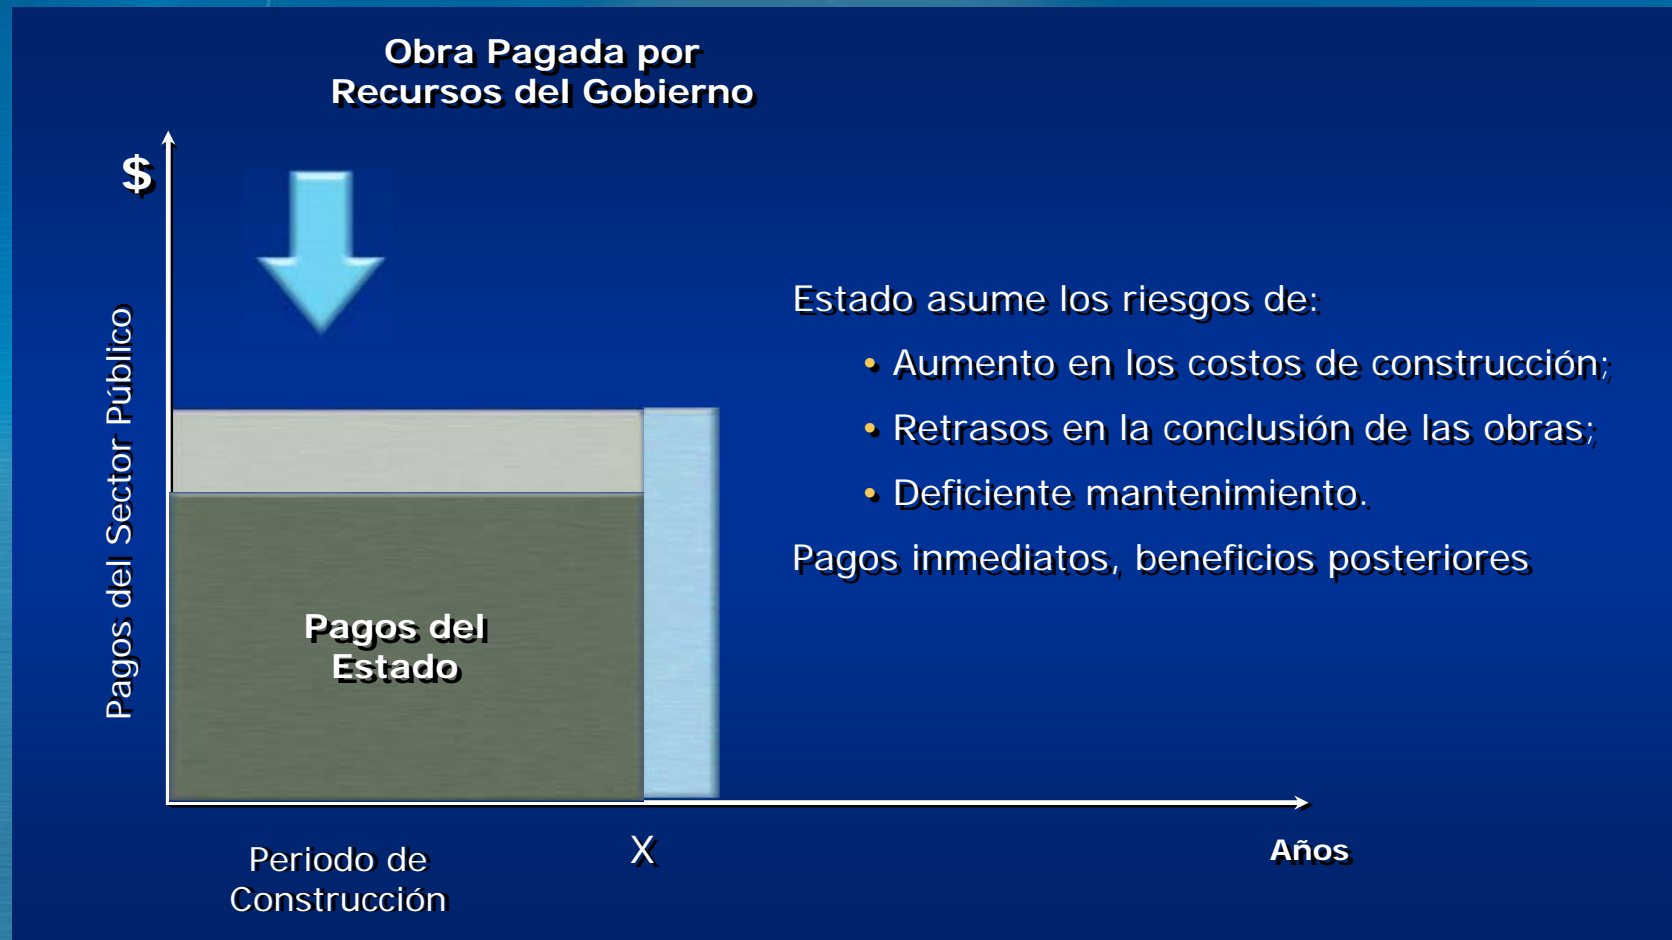 Obra Pagada por
Recursos del Gobierno
$
Pagos del Sector Público
Pagos del
Estado
Periodo de
Construcción
X
Años
Estado asume los riesgos de:
• Aumento en los costos de construcción;
• Retrasos en la conclusión de las obras;
• Deficiente mantenimiento.
Pagos inmediatos, beneficios posteriores